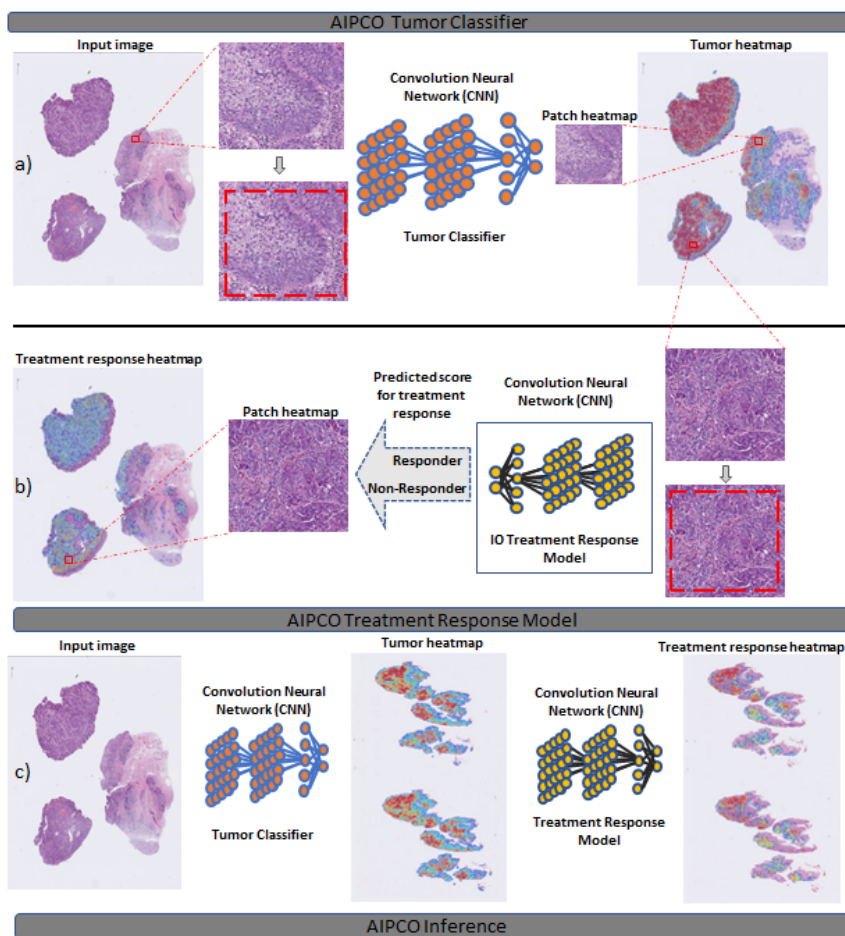 AIPCO Tumor Classifier
Input image
Tumor heatmap
Convolution Neural
Network (CNN)
Patch heatmap
a)
Tumor Classifier
Treatment response heatmap
Predicted score
for treatment
response
Convolution Neural
Network (CNN)
Patch heatmap
Responder
b)
Non-Responder
IO Treatment Response
Model
AIPCO Treatment Response Model
Input image
Tumor heatmap
Treatment response heatmap
Convolution Neural
Network (CNN)
Convolution Neural
Network (CNN)
c)
Tumor Classifier
Treatment Response
Model
AIPCO Inference